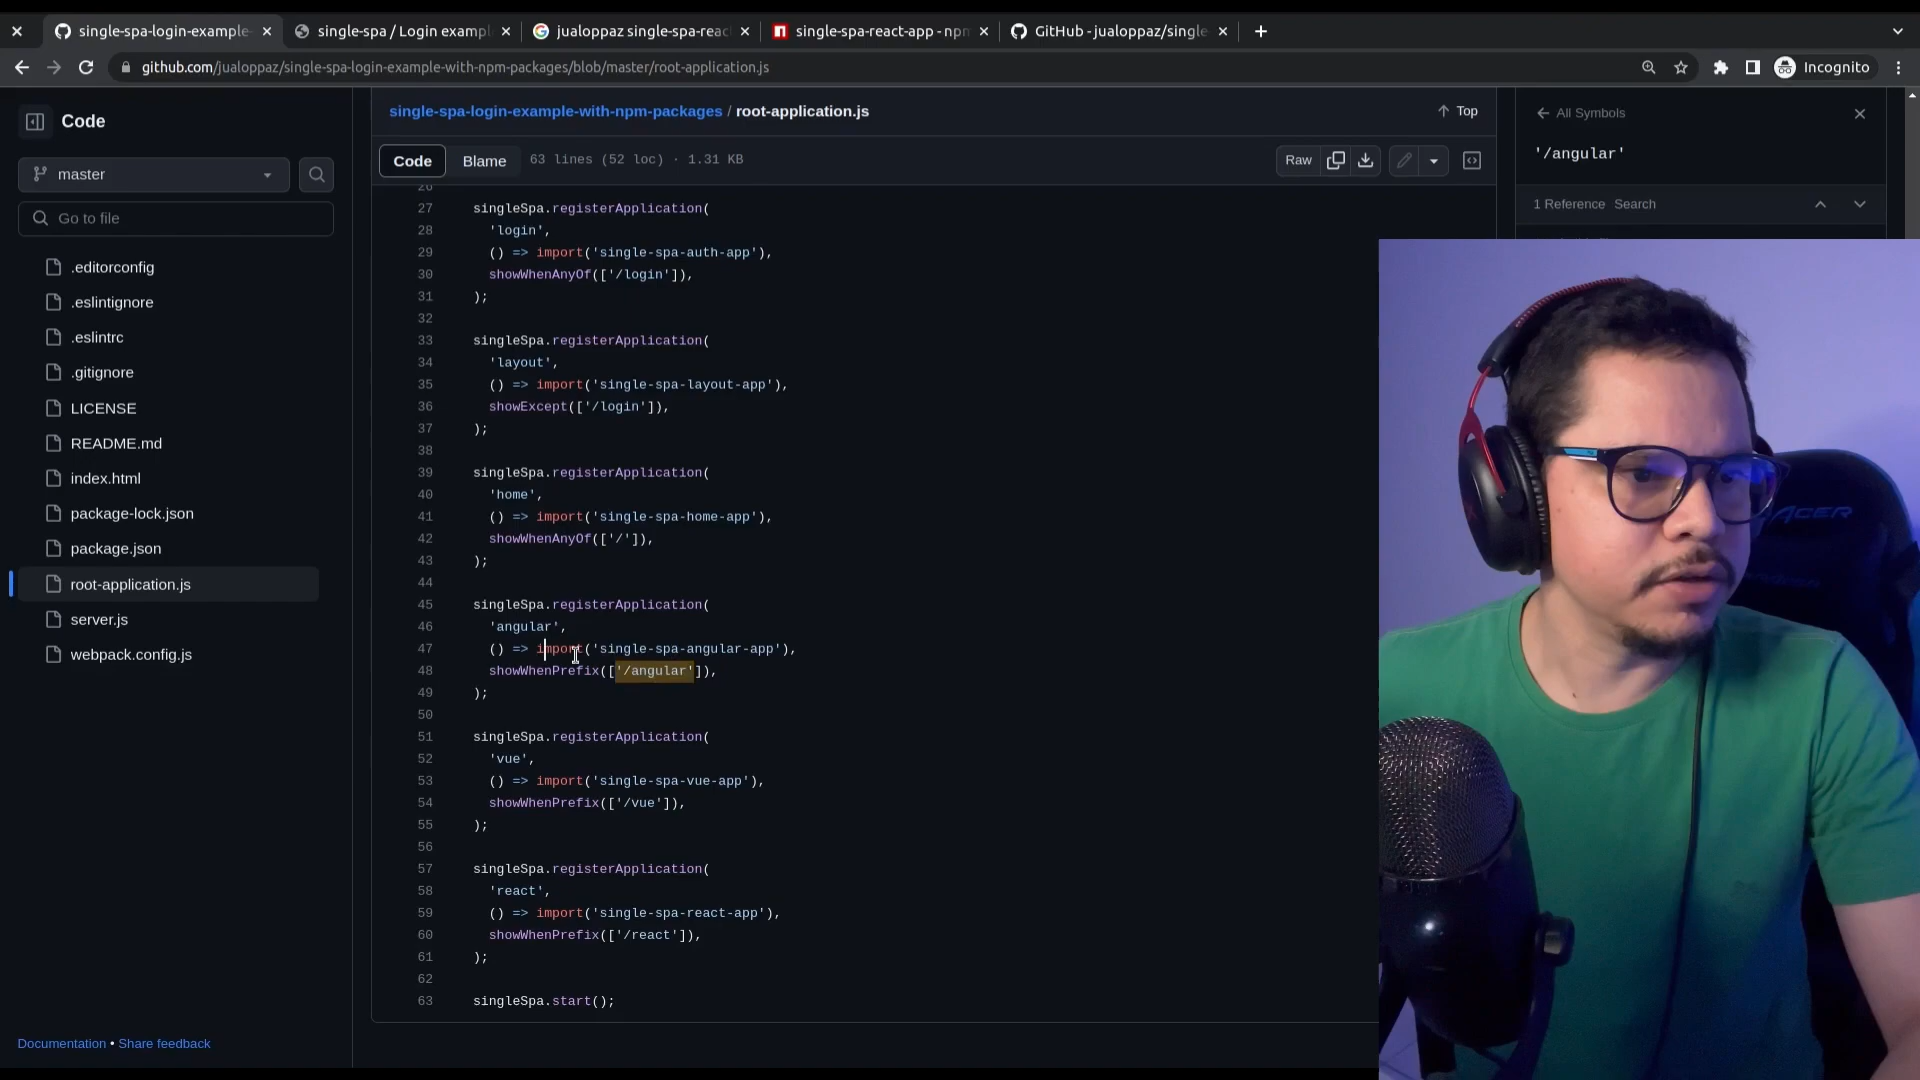 single-spa-login-example-
single-spa / Login exampl
jualoppaz single-spa-reac
single-spa-react-app - npm
GitHub - jualoppaz/single-
github.com/jualoppaz/single-spa-login-example-with-npm-packages/blob/master/root-application.js
Incognito
Code
master
Go to file
.editorconfig
.eslintignore
.eslintrc
.gitignore
LICENSE
README.md
index.html
package-lock.json
package.json
root-application.js
server.js
webpack.config.js
Documentation • Share feedback
single-spa-login-example-with-npm-packages / root-application.js
Top
Code Blame 63 lines (52 loc) · 1.31 KB
Raw
26
27 singleSpa.registerApplication(
28 'login',
29 () => import('single-spa-auth-app'),
30 showWhenAnyOf(['/login']),
31 );
32
33 singleSpa.registerApplication(
34 'layout',
35 () => import('single-spa-layout-app'),
36 showExcept(['/login']),
37 );
38
39 singleSpa.registerApplication(
40 'home',
41 () => import('single-spa-home-app'),
42 showWhenAnyOf(['/']),
43 );
44
45 singleSpa.registerApplication(
46 'angular',
47 () => import('single-spa-angular-app'),
48 showWhenPrefix(['/angular']),
49 );
50
51 singleSpa.registerApplication(
52 'vue',
53 () => import('single-spa-vue-app'),
54 showWhenPrefix(['/vue']),
55 );
56
57 singleSpa.registerApplication(
58 'react',
59 () => import('single-spa-react-app'),
60 showWhenPrefix(['/react']),
61 );
62
63 singleSpa.start();
All Symbols
'/angular'
1 Reference Search
ACER